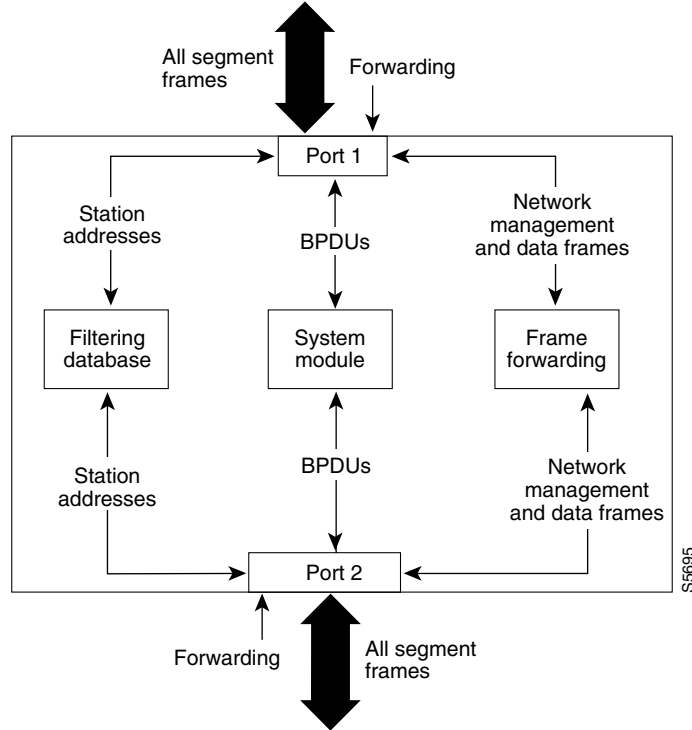 All segment
frames
Forwarding
Port 1
Station
addresses
BPDUs
Network
management
and data frames
Filtering
database
System
module
Frame
forwarding
Station
addresses
BPDUs
Network
management
and data frames
Port 2
S5695
Forwarding
All segment
frames